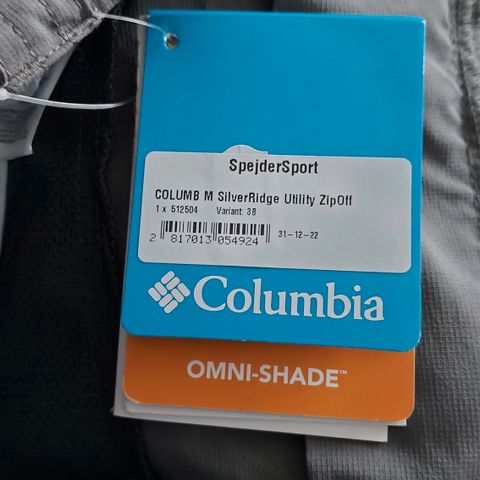 SpejderSport
COLUMB M SilverRidge Utility ZipOff
1 x 512504 Variant: 38
2 817013 054924 31-12-22
Columbia
OMNI-SHADE™